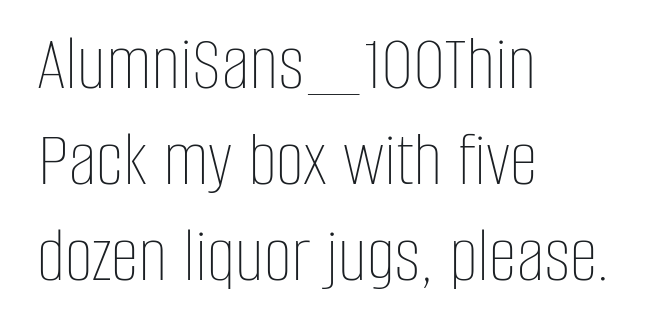 AlumniSans__100Thin
Pack my box with five
dozen liquor jugs, please.